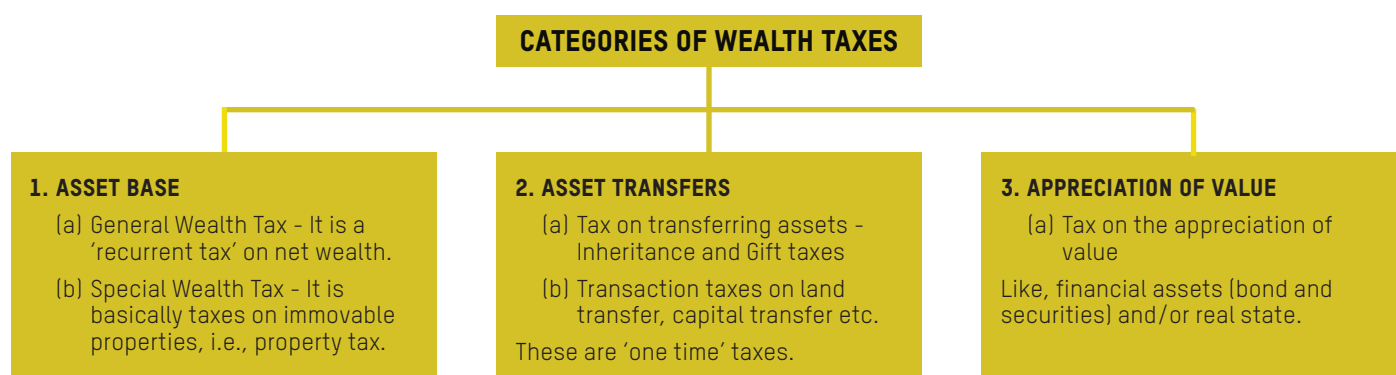 CATEGORIES OF WEALTH TAXES
1. ASSET BASE
(a) General Wealth Tax - It is a
‘recurrent tax’ on net wealth.
(b) Special Wealth Tax - It is
basically taxes on immovable
properties, i.e., property tax.
2. ASSET TRANSFERS
(a) Tax on transferring assets -
Inheritance and Gift taxes
(b) Transaction taxes on land
transfer, capital transfer etc.
These are ‘one time’ taxes.
3. APPRECIATION OF VALUE
(a) Tax on the appreciation of
value
Like, financial assets (bond and
securities) and/or real state.